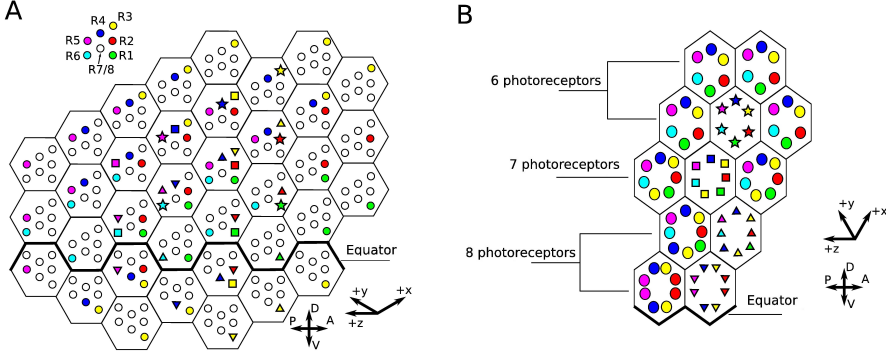 A
R4 R3
R5 R2
R6 R1
R7/8
Equator
+y +x
+z
D
P A
V
B
6 photoreceptors
7 photoreceptors
8 photoreceptors
Equator
+y +x
+z
D
P A
V